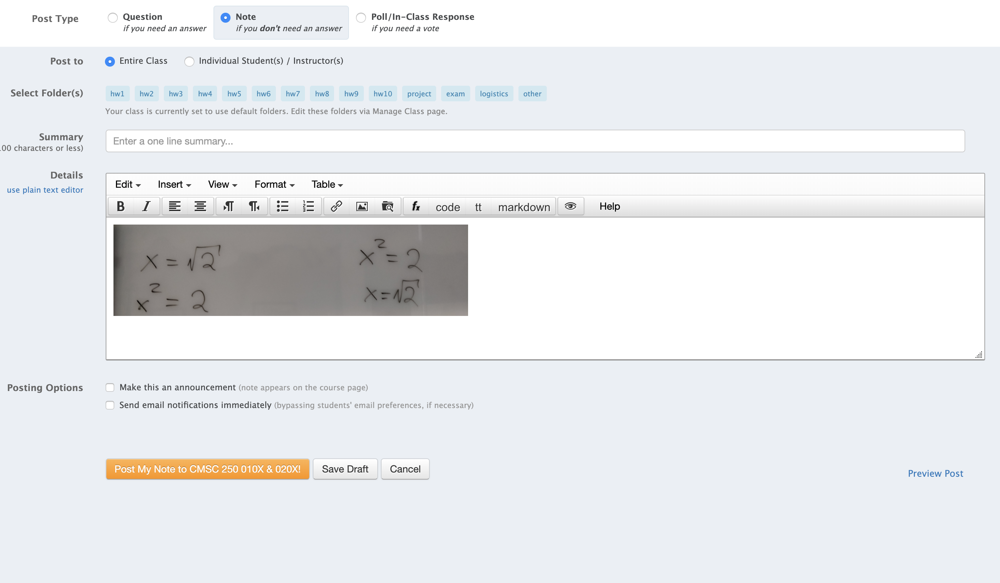 Post Type
Question
if you need an answer
Note
if you don't need an answer
Poll/In-Class Response
if you need a vote
Post to
Entire Class
Individual Student(s) / Instructor(s)
Select Folder(s)
hw1 hw2 hw3 hw4 hw5 hw6 hw7 hw8 hw9 hw10 project exam logistics other
Your class is currently set to use default folders. Edit these folders via Manage Class page.
Summary
00 characters or less)
Enter a one line summary...
Details
use plain text editor
Edit Insert View Format Table
B I fx code tt markdown Help
x = √2
x² = 2
x² = 2
x = √2
Posting Options
Make this an announcement (note appears on the course page)
Send email notifications immediately (bypassing students' email preferences, if necessary)
Post My Note to CMSC 250 010X & 020X!
Save Draft
Cancel
Preview Post